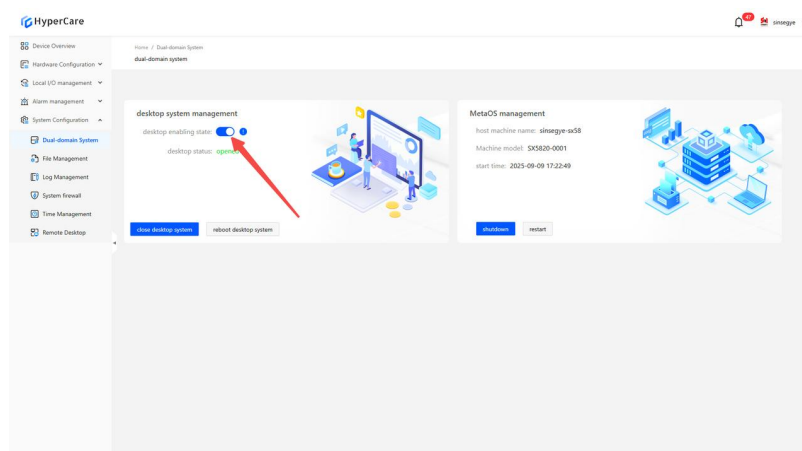 HyperCare
47
sinsegye
Device Overview
Hardware Configuration
Local I/O management
Alarm management
System Configuration
Dual-domain System
File Management
Log Management
System firewall
Time Management
Remote Desktop
Home / Dual-domain System
dual-domain system
desktop system management
desktop enabling state:
desktop status:
close desktop system
reboot desktop system
MetaOS management
host machine name: sinsegye-sx58
Machine model: SX5820-0001
start time: 2025-09-09 17:22:49
shutdown
restart